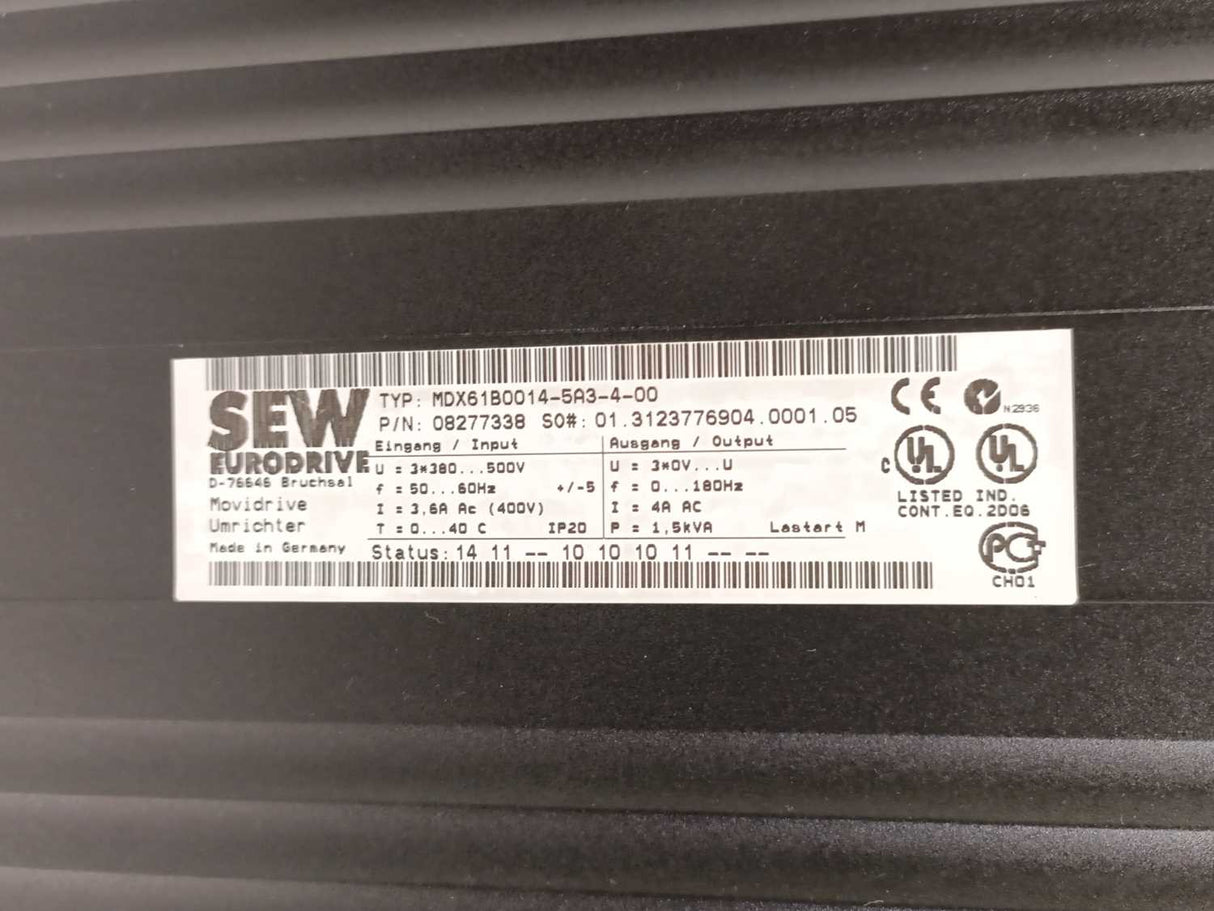 SEW
EURODRIVE
D-76646 Bruchsal
Movidrive
Umrichter
Made in Germany
TYP: MDX61B0014-5A3-4-00
P/N: 08277338 SO#: 01.3123776904.0001.05
Eingang / Input
U = 3*380...500V
f = 50...60Hz +/-5
I = 3,6A Ac (400V)
T = 0...40 C IP20
Ausgang / Output
U = 3*0V...U
f = 0...180Hz
I = 4A AC
P = 1,5kVA Lastart M
Status: 14 11 -- 10 10 10 11 -- --
CE
N2936
C UL UL
LISTED IND.
CONT.EQ.2D06
PCT
CH01